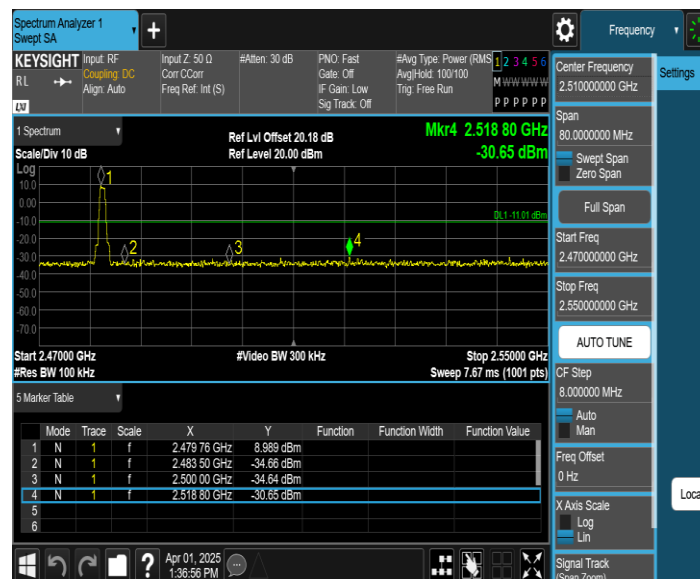 Spectrum Analyzer 1
Swept SA
Frequency
KEYSIGHT
RL
LXI
Input: RF
Coupling: DC
Align: Auto
Input Z: 50 Ω
Corr CCorr
Freq Ref: Int (S)
#Atten: 30 dB
PNO: Fast
Gate: Off
IF Gain: Low
Sig Track: Off
#Avg Type: Power (RMS
Avg|Hold: 100/100
Trig: Free Run
1 2 3 4 5 6
M W W W W W
P P P P P P
1 Spectrum
Scale/Div 10 dB
Ref Lvl Offset 20.18 dB
Ref Level 20.00 dBm
Mkr4 2.518 80 GHz
-30.65 dBm
Log
10.0
0.00
-10.0
-20.0
-30.0
-40.0
-50.0
-60.0
-70.0
1
2
3
4
DL1 -11.01 dBm
Start 2.47000 GHz
#Video BW 300 kHz
Stop 2.55000 GHz
#Res BW 100 kHz
Sweep 7.67 ms (1001 pts)
5 Marker Table
Mode Trace Scale X Y Function Function Width Function Value
1 N 1 f 2.479 76 GHz 8.989 dBm
2 N 1 f 2.483 50 GHz -34.66 dBm
3 N 1 f 2.500 00 GHz -34.64 dBm
4 N 1 f 2.518 80 GHz -30.65 dBm
5
6
Apr 01, 2025
1:36:56 PM
Center Frequency
2.510000000 GHz
Settings
Span
80.0000000 MHz
Swept Span
Zero Span
Full Span
Start Freq
2.470000000 GHz
Stop Freq
2.550000000 GHz
AUTO TUNE
CF Step
8.000000 MHz
Auto
Man
Freq Offset
0 Hz
Loca
X Axis Scale
Log
Lin
Signal Track
(Span Zoom)